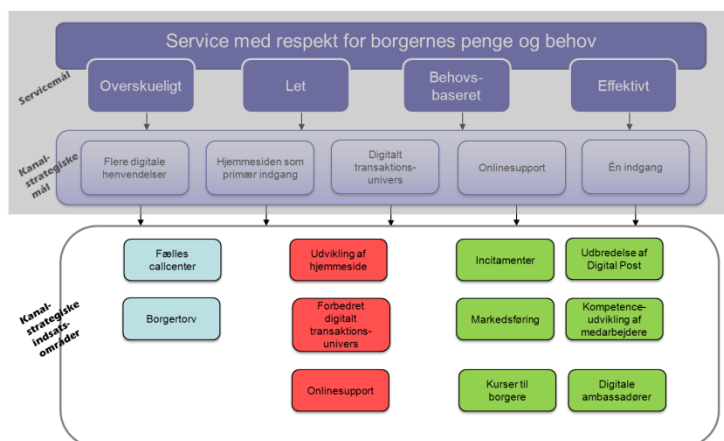 Service med respekt for borgernes penge og behov
Servicemål
Overskueligt
Let
Behovs-
baseret
Effektivt
Kanal-
strategiske
mål
Flere digitale
henvendelser
Hjemmesiden som
primær indgang
Digitalt
transaktions-
univers
Onlinesupport
Én indgang
Kanal-
strategiske
indsats-
områder
Fælles
callcenter
Udvikling af
hjemmeside
Incitamenter
Udbredelse af
Digital Post
Borgertorv
Forbedret
digitalt
transaktions-
univers
Markedsføring
Kompetence-
udvikling af
medarbejdere
Onlinesupport
Kurser til
borgere
Digitale
ambassadører